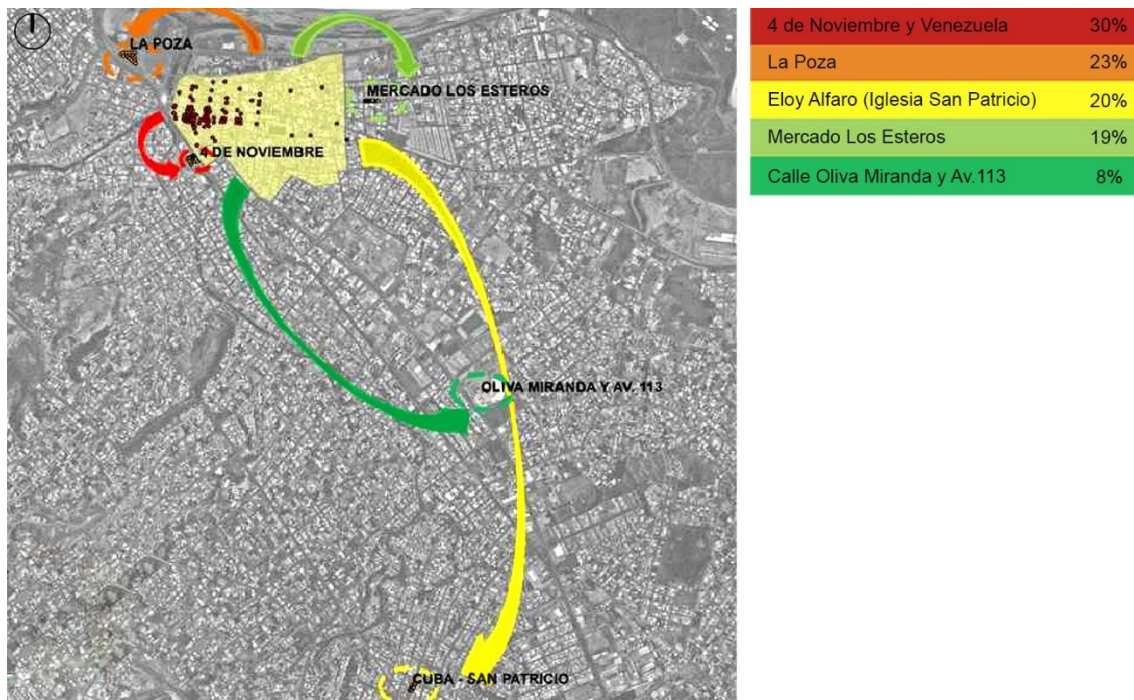 LA POZA
MERCADO LOS ESTEROS
4 DE NOVIEMBRE
OLIVA MIRANDA Y AV. 113
CUBA - SAN PATRICIO
4 de Noviembre y Venezuela 30%
La Poza 23%
Eloy Alfaro (Iglesia San Patricio) 20%
Mercado Los Esteros 19%
Calle Oliva Miranda y Av.113 8%